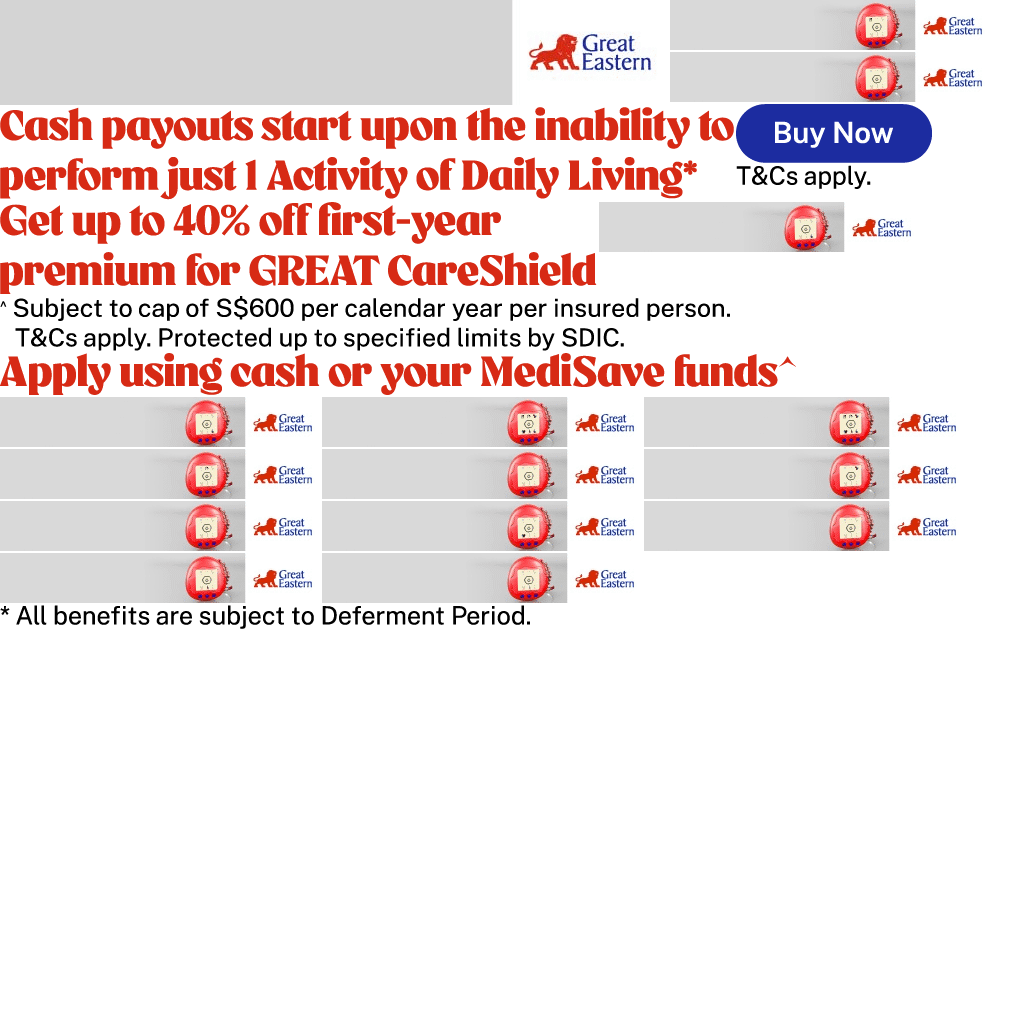 Great
Eastern
Great
Eastern
Great
Eastern
Cash payouts start upon the inability to
perform just 1 Activity of Daily Living*
Buy Now
T&Cs apply.
Get up to 40% off first-year
premium for GREAT CareShield
Great
Eastern
^ Subject to cap of S$600 per calendar year per insured person.
T&Cs apply. Protected up to specified limits by SDIC.
Apply using cash or your MediSave funds^
Great
Eastern
Great
Eastern
Great
Eastern
Great
Eastern
Great
Eastern
Great
Eastern
Great
Eastern
Great
Eastern
Great
Eastern
Great
Eastern
Great
Eastern
* All benefits are subject to Deferment Period.